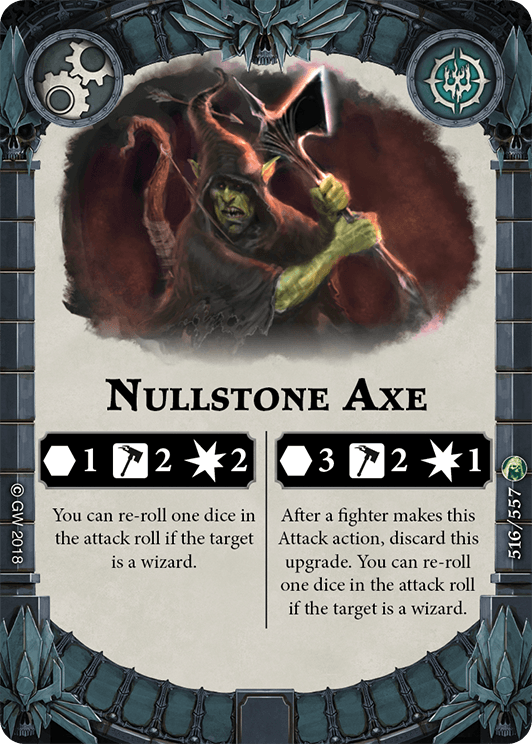 Nullstone Axe
1 2 2
You can re-roll one dice in
the attack roll if the target
is a wizard.
3 2 1
After a fighter makes this
Attack action, discard this
upgrade. You can re-roll
one dice in the attack roll
if the target is a wizard.
©GW 2018
516/557